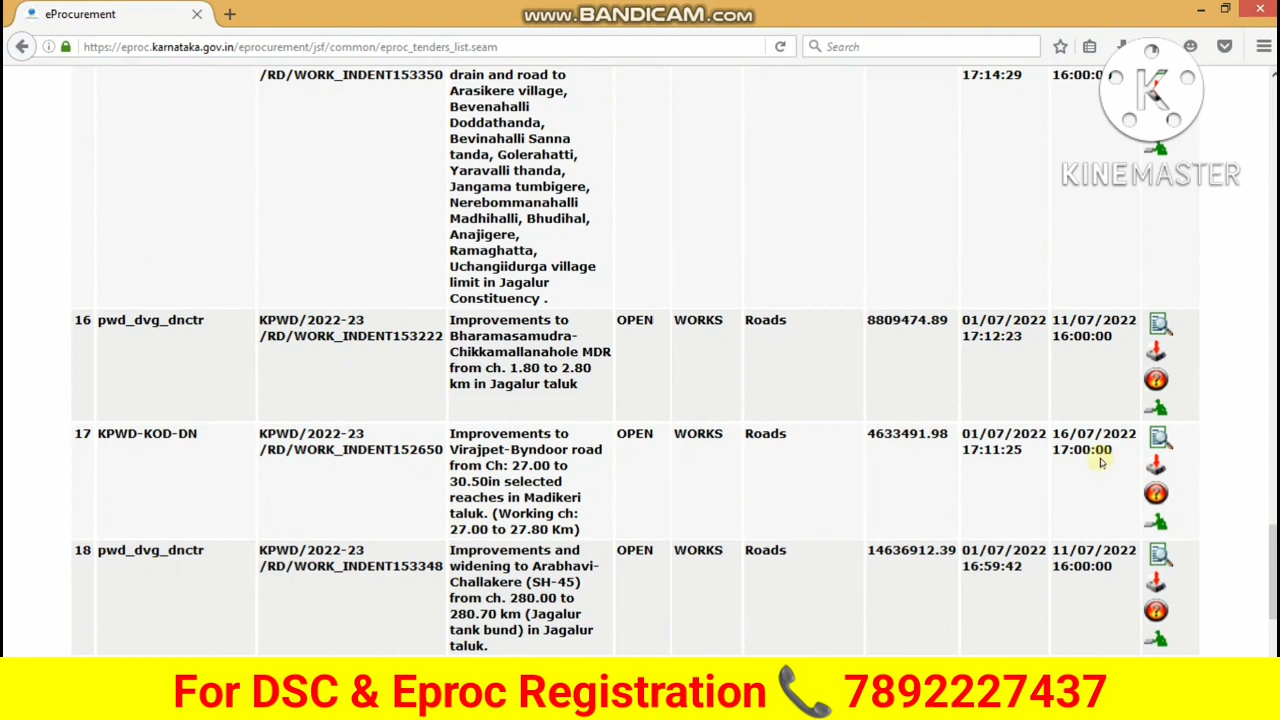 eProcurement
www.BANDICAM.com
https://eproc.karnataka.gov.in/eprocurement/jsf/common/eproc_tenders_list.seam
Search
K
KINEMASTER
/RD/WORK_INDENT153350 drain and road to 17:14:29 16:00:00
Arasikere village,
Bevenahalli
Doddathanda,
Bevinahalli Sanna
tanda, Golerahatti,
Yaravalli thanda,
Jangama tumbigere,
Nerebommanahalli
Madhihalli, Bhudihal,
Anajigere,
Ramaghatta,
Uchangiidurga village
limit in Jagalur
Constituency .
16 pwd_dvg_dnctr KPWD/2022-23 Improvements to OPEN WORKS Roads 8809474.89 01/07/2022 11/07/2022
/RD/WORK_INDENT153222 Bharamasamudra- 17:12:23 16:00:00
Chikkamallanahole MDR
from ch. 1.80 to 2.80
km in Jagalur taluk
17 KPWD-KOD-DN KPWD/2022-23 Improvements to OPEN WORKS Roads 4633491.98 01/07/2022 16/07/2022
/RD/WORK_INDENT152650 Virajpet-Byndoor road 17:11:25 17:00:00
from Ch: 27.00 to
30.50in selected
reaches in Madikeri
taluk. (Working ch:
27.00 to 27.80 Km)
18 pwd_dvg_dnctr KPWD/2022-23 Improvements and OPEN WORKS Roads 14636912.39 01/07/2022 11/07/2022
/RD/WORK_INDENT153348 widening to Arabhavi- 16:59:42 16:00:00
Challakere (SH-45)
from ch. 280.00 to
280.70 km (Jagalur
tank bund) in Jagalur
taluk.
For DSC & Eproc Registration 7892227437